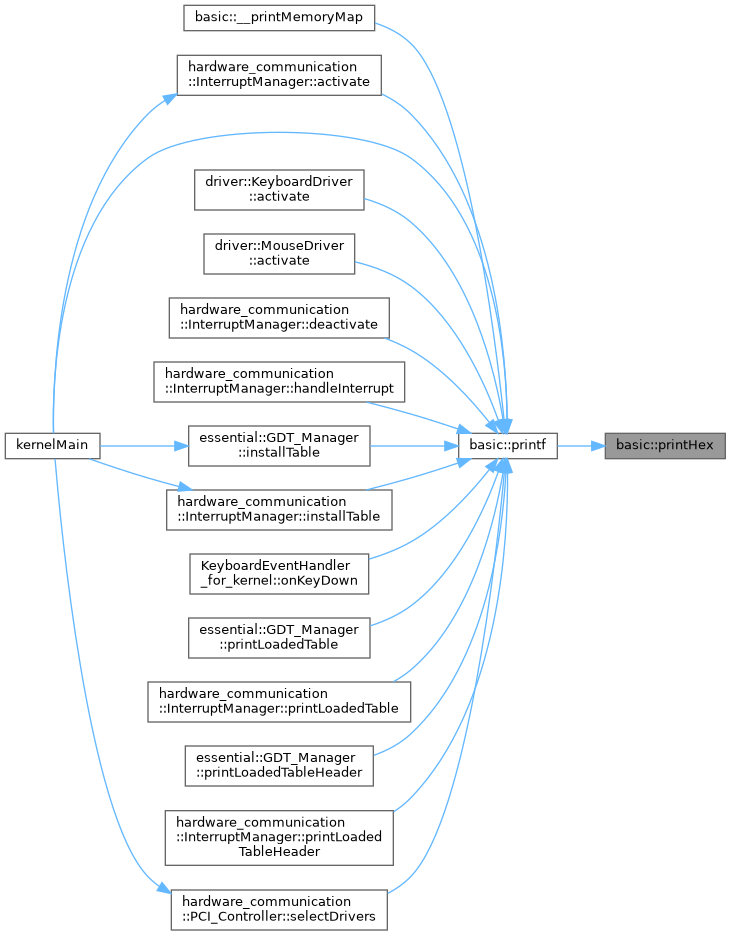 basic::__printMemoryMap
hardware_communication
::InterruptManager::activate
driver::KeyboardDriver
::activate
driver::MouseDriver
::activate
hardware_communication
::InterruptManager::deactivate
hardware_communication
::InterruptManager::handleInterrupt
kernelMain
essential::GDT_Manager
::installTable
basic::printf
basic::printHex
hardware_communication
::InterruptManager::installTable
KeyboardEventHandler
_for_kernel::onKeyDown
essential::GDT_Manager
::printLoadedTable
hardware_communication
::InterruptManager::printLoadedTable
essential::GDT_Manager
::printLoadedTableHeader
hardware_communication
::InterruptManager::printLoaded
TableHeader
hardware_communication
::PCI_Controller::selectDrivers